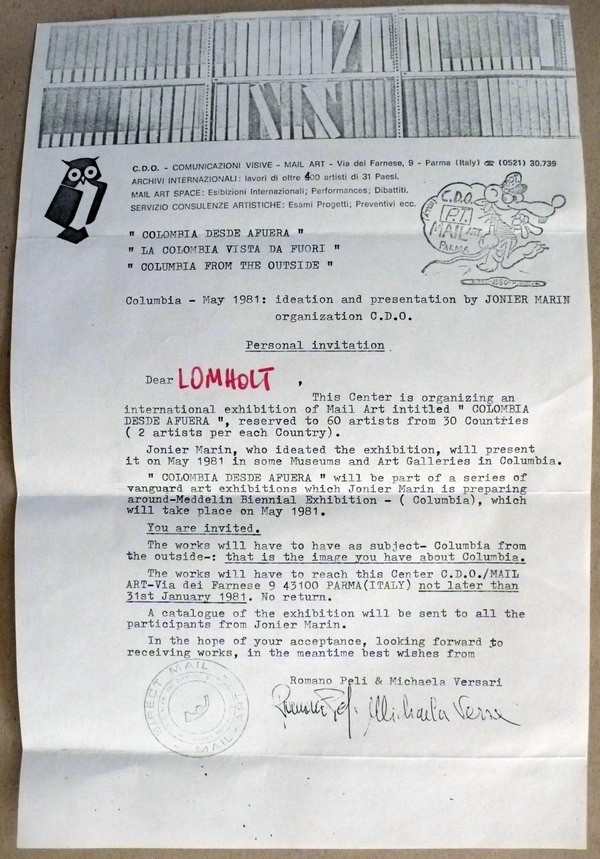 C.D.O. - COMUNICAZIONI VISIVE - MAIL ART - Via dei Farnese, 9 - Parma (Italy) ☎ (0521) 30.739
ARCHIVI INTERNAZIONALI: lavori di oltre 400 artisti di 31 Paesi.
MAIL ART SPACE: Esibizioni Internazionali; Performances; Dibattiti.
SERVIZIO CONSULENZE ARTISTICHE: Esami Progetti; Preventivi ecc.
C.D.O.
P.T.
MAIL ART
PARMA
" COLOMBIA DESDE AFUERA "
" LA COLOMBIA VISTA DA FUORI "
" COLUMBIA FROM THE OUTSIDE "
Columbia - May 1981: ideation and presentation by JONIER MARIN
organization C.D.O.
Personal invitation
Dear LOMHOLT ,
This Center is organizing an
international exhibition of Mail Art intitled " COLOMBIA
DESDE AFUERA ", reserved to 60 artists from 30 Countries
( 2 artists per each Country).
Jonier Marin, who ideated the exhibition, will present
it on May 1981 in some Museums and Art Galleries in Columbia.
" COLOMBIA DESDE AFUERA " will be part of a series of
vanguard art exhibitions which Jonier Marin is preparing
around-Meddelin Biennial Exhibition - ( Columbia), which
will take place on May 1981.
You are invited.
The works will have to have as subject- Columbia from
the outside-: that is the image you have about Columbia.
The works will have to reach this Center C.D.O./MAIL
ART-Via dei Farnese 9 43100 PARMA(ITALY) not later than
31st January 1981. No return.
A catalogue of the exhibition will be sent to all the
participants from Jonier Marin.
In the hope of your acceptance, looking forward to
receiving works, in the meantime best wishes from
Romano Peli & Michaela Versari
DIRECT MAIL - MAIL - ART